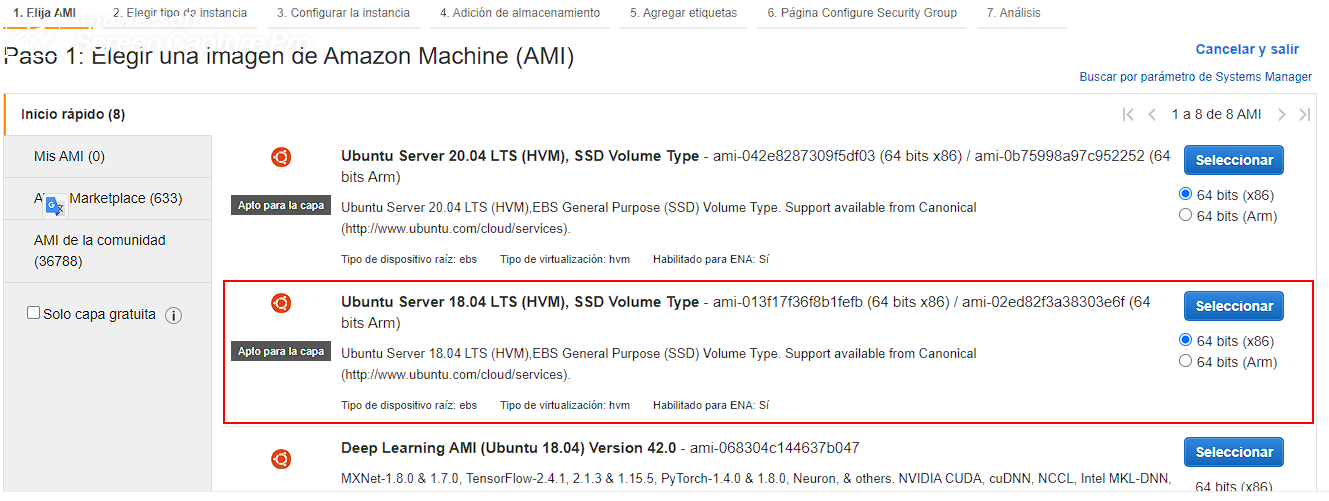 1. Elija AMI 2. Elegir tipo de instancia 3. Configurar la instancia 4. Adición de almacenamiento 5. Agregar etiquetas 6. Página Configure Security Group 7. Análisis
Screen Capture Pro
Paso 1: Elegir una imagen de Amazon Machine (AMI)
Cancelar y salir
Buscar por parámetro de Systems Manager
Inicio rápido (8)
1 a 8 de 8 AMI
Mis AMI (0)
Marketplace (633)
AMI de la comunidad
(36788)
Solo capa gratuita
Ubuntu Server 20.04 LTS (HVM), SSD Volume Type - ami-042e8287309f5df03 (64 bits x86) / ami-0b75998a97c952252 (64
bits Arm)
Seleccionar
Apto para la capa
Ubuntu Server 20.04 LTS (HVM),EBS General Purpose (SSD) Volume Type. Support available from Canonical
(http://www.ubuntu.com/cloud/services).
64 bits (x86)
64 bits (Arm)
Tipo de dispositivo raíz: ebs Tipo de virtualización: hvm Habilitado para ENA: Sí
Ubuntu Server 18.04 LTS (HVM), SSD Volume Type - ami-013f17f36f8b1fefb (64 bits x86) / ami-02ed82f3a38303e6f (64
bits Arm)
Seleccionar
Apto para la capa
Ubuntu Server 18.04 LTS (HVM),EBS General Purpose (SSD) Volume Type. Support available from Canonical
(http://www.ubuntu.com/cloud/services).
64 bits (x86)
64 bits (Arm)
Tipo de dispositivo raíz: ebs Tipo de virtualización: hvm Habilitado para ENA: Sí
Deep Learning AMI (Ubuntu 18.04) Version 42.0 - ami-068304c144637b047
Seleccionar
MXNet-1.8.0 & 1.7.0, TensorFlow-2.4.1, 2.1.3 & 1.15.5, PyTorch-1.4.0 & 1.8.0, Neuron, & others. NVIDIA CUDA, cuDNN, NCCL, Intel MKL-DNN,
64 bits (x86)